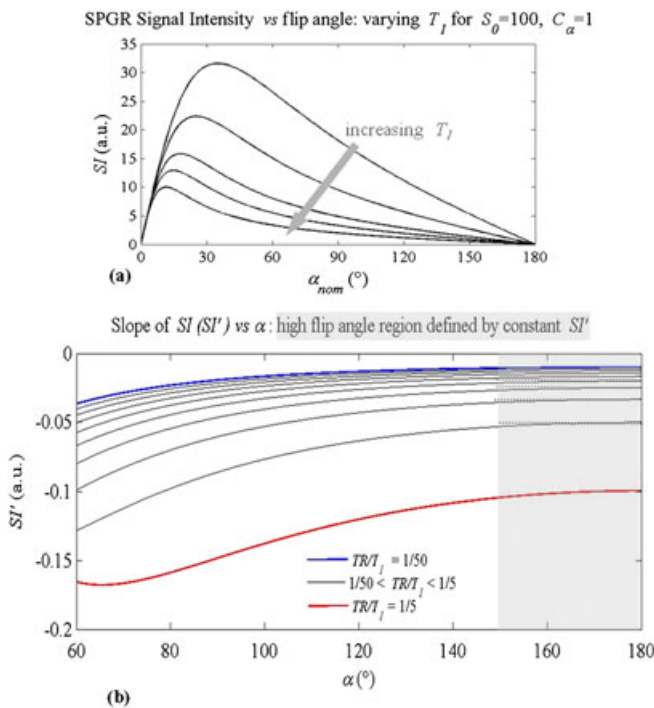 SPGR Signal Intensity vs flip angle: varying T₁ for S₀=100, Cα=1
35
30
25
20
15
10
5
0
SI (a.u.)
increasing T₁
0 30 60 90 120 150 180
αnom (°)
(a)
Slope of SI (SI') vs α: high flip angle region defined by constant SI'
0
-0.05
-0.1
-0.15
-0.2
SI' (a.u.)
TR/T₁ = 1/50
1/50 < TR/T₁ < 1/5
TR/T₁ = 1/5
60 80 100 120 140 160 180
α (°)
(b)